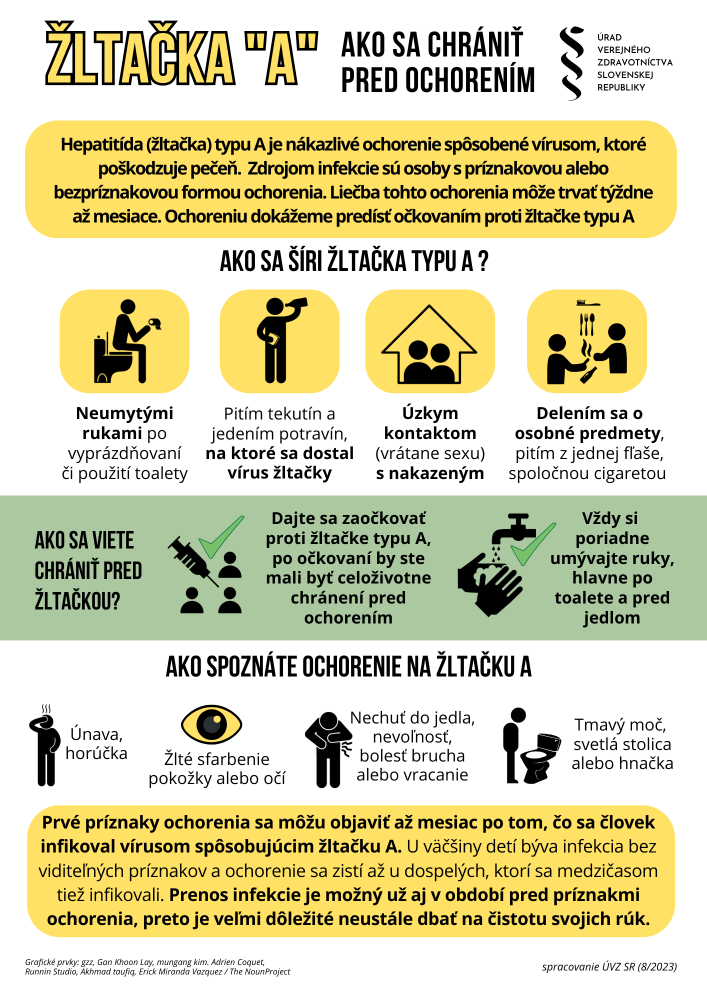 ŽLTAČKA "A"
AKO SA CHRÁNIŤ
PRED OCHORENÍM
ÚRAD
VEREJNÉHO
ZDRAVOTNÍCTVA
SLOVENSKEJ
REPUBLIKY
Hepatitída (žltačka) typu A je nákazlivé ochorenie spôsobené vírusom, ktoré
poškodzuje pečeň. Zdrojom infekcie sú osoby s príznakovou alebo
bezpríznakovou formou ochorenia. Liečba tohto ochorenia môže trvať týždne
až mesiace. Ochoreniu dokážeme predísť očkovaním proti žltačke typu A
AKO SA ŠÍRI ŽLTAČKA TYPU A ?
Neumytými
rukami po
vyprázdňovaní
či použití toalety
Pitím tekutín a
jedením potravín,
na ktoré sa dostal
vírus žltačky
Úzkym
kontaktom
(vrátane sexu)
s nakazeným
Delením sa o
osobné predmety,
pitím z jednej fľaše,
spoločnou cigaretou
AKO SA VIETE
CHRÁNIŤ PRED
ŽLTAČKOU?
Dajte sa zaočkovať
proti žltačke typu A,
po očkovaní by ste
mali byť celoživotne
chránení pred
ochorením
Vždy si
poriadne
umývajte ruky,
hlavne po
toalete a pred
jedlom
AKO SPOZNÁTE OCHORENIE NA ŽLTAČKU A
Únava,
horúčka
Žlté sfarbenie
pokožky alebo očí
Nechuť do jedla,
nevoľnosť,
bolesť brucha
alebo vracanie
Tmavý moč,
svetlá stolica
alebo hnačka
Prvé príznaky ochorenia sa môžu objaviť až mesiac po tom, čo sa človek
infikoval vírusom spôsobujúcim žltačku A. U väčšiny detí býva infekcia bez
viditeľných príznakov a ochorenie sa zistí až u dospelých, ktorí sa medzičasom
tiež infikovali. Prenos infekcie je možný už aj v období pred príznakmi
ochorenia, preto je veľmi dôležité neustále dbať na čistotu svojich rúk.
Grafické prvky: gzz, Gan Khoon Lay, mungang kim. Adrien Coquet,
Runnin Studio, Akhmad taufiq, Erick Miranda Vazquez / The NounProject
spracovanie ÚVZ SR (8/2023)